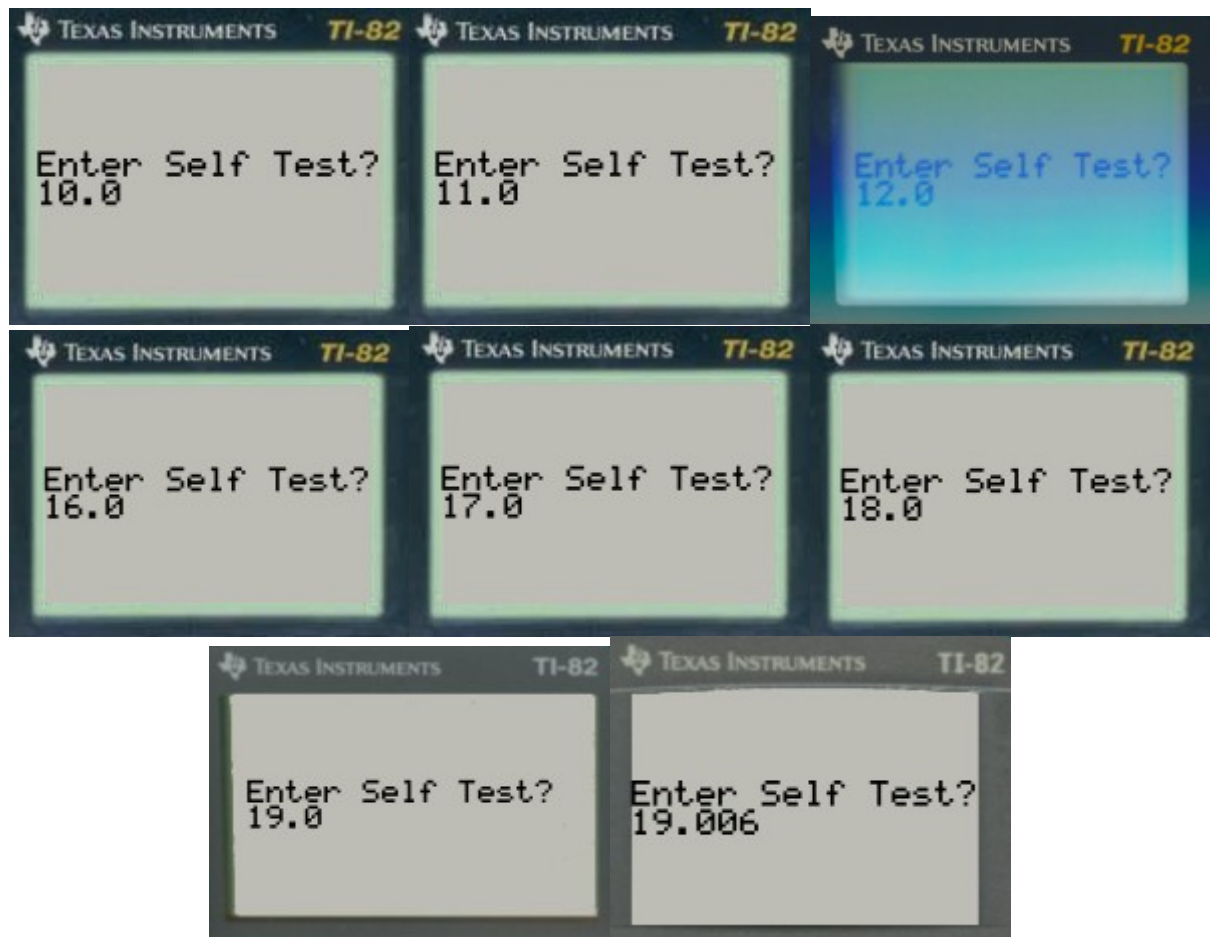 TEXAS INSTRUMENTS TI-82
Enter Self Test?
10.0
TEXAS INSTRUMENTS TI-82
Enter Self Test?
11.0
TEXAS INSTRUMENTS TI-82
Enter Self Test?
12.0
TEXAS INSTRUMENTS TI-82
Enter Self Test?
16.0
TEXAS INSTRUMENTS TI-82
Enter Self Test?
17.0
TEXAS INSTRUMENTS TI-82
Enter Self Test?
18.0
TEXAS INSTRUMENTS TI-82
Enter Self Test?
19.0
TEXAS INSTRUMENTS TI-82
Enter Self Test?
19.006